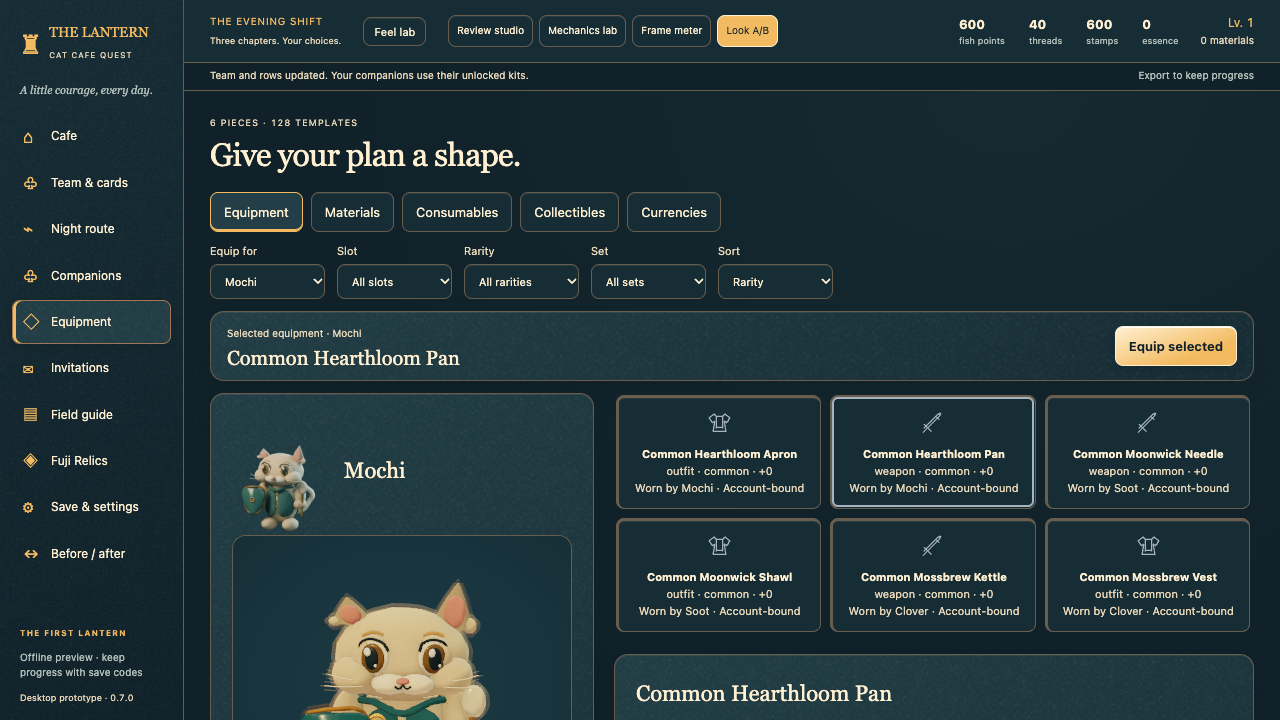 THE LANTERN
CAT CAFE QUEST
A little courage, every day.
Cafe
Team & cards
Night route
Companions
Equipment
Invitations
Field guide
Fuji Relics
Save & settings
Before / after
THE FIRST LANTERN
Offline preview · keep
progress with save codes
Desktop prototype · 0.7.0
THE EVENING SHIFT
Three chapters. Your choices.
Feel lab
Review studio
Mechanics lab
Frame meter
Look A/B
600
fish points
40
threads
600
stamps
0
essence
Lv. 1
0 materials
Team and rows updated. Your companions use their unlocked kits.
Export to keep progress
6 PIECES · 128 TEMPLATES
Give your plan a shape.
Equipment
Materials
Consumables
Collectibles
Currencies
Equip for
Slot
Rarity
Set
Sort
Mochi
All slots
All rarities
All sets
Rarity
Selected equipment · Mochi
Common Hearthloom Pan
Equip selected
Mochi
Common Hearthloom Apron
outfit · common · +0
Worn by Mochi · Account-bound
Common Hearthloom Pan
weapon · common · +0
Worn by Mochi · Account-bound
Common Moonwick Needle
weapon · common · +0
Worn by Soot · Account-bound
Common Moonwick Shawl
outfit · common · +0
Worn by Soot · Account-bound
Common Mossbrew Kettle
weapon · common · +0
Worn by Clover · Account-bound
Common Mossbrew Vest
outfit · common · +0
Worn by Clover · Account-bound
Common Hearthloom Pan